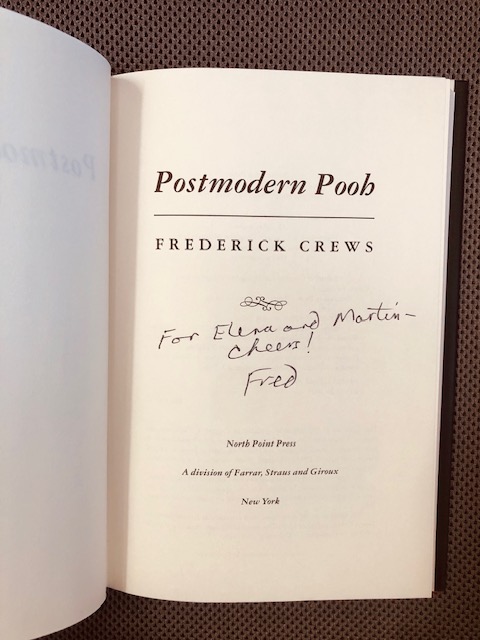 Postmodern Pooh
FREDERICK CREWS
For Elena and Martin–
Cheers!
Fred
North Point Press
A division of Farrar, Straus and Giroux
New York